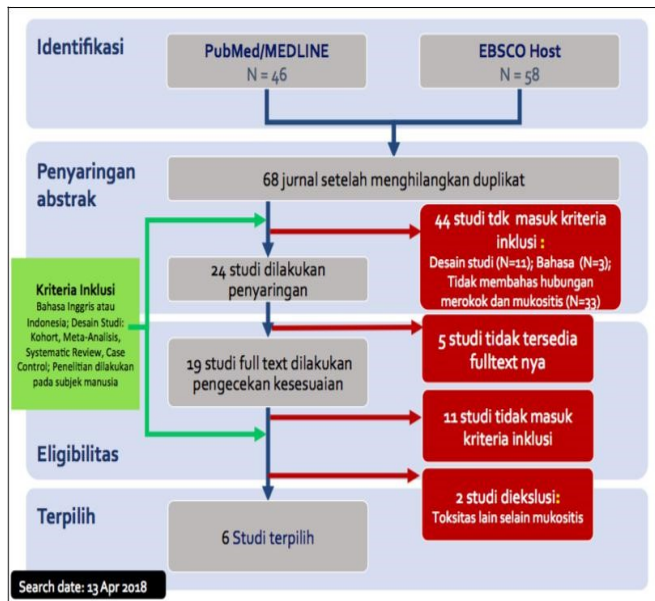 Identifikasi
PubMed/MEDLINE
N = 46
EBSCO Host
N = 58
Penyaringan
abstrak
68 jurnal setelah menghilangkan duplikat
44 studi tdk masuk kriteria
inklusi :
Desain studi (N=11); Bahasa (N=3);
Tidak membahas hubungan
merokok dan mukositis (N=33)
24 studi dilakukan
penyaringan
Kriteria Inklusi
Bahasa Inggris atau
Indonesia; Desain Studi:
Kohort, Meta-Analisis,
Systematic Review, Case
Control; Penelitian dilakukan
pada subjek manusia
5 studi tidak tersedia
fulltext nya
19 studi full text dilakukan
pengecekan kesesuaian
11 studi tidak masuk
kriteria inklusi
Eligibilitas
2 studi diekslusi:
Toksitas lain selain mukositis
Terpilih
6 Studi terpilih
Search date: 13 Apr 2018